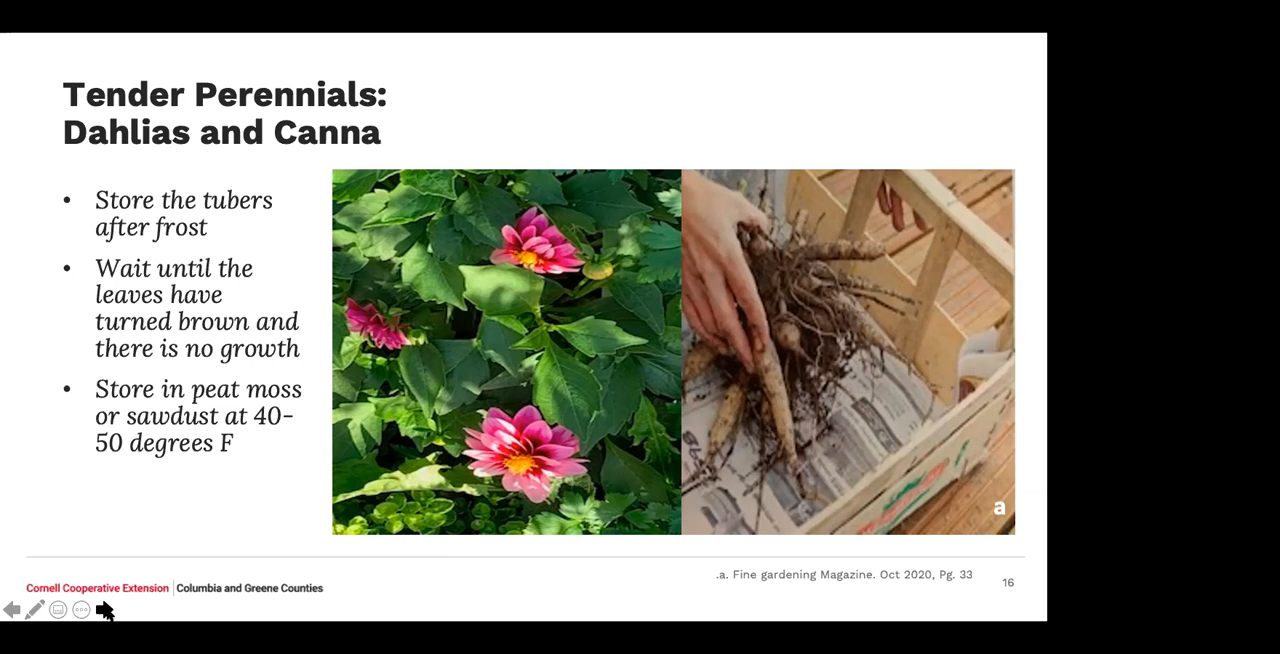 Tender Perennials:
Dahlias and Canna
• Store the tubers
after frost
• Wait until the
leaves have
turned brown and
there is no growth
• Store in peat moss
or sawdust at 40-
50 degrees F
a
.a. Fine gardening Magazine. Oct 2020, Pg. 33
16
Cornell Cooperative Extension | Columbia and Greene Counties